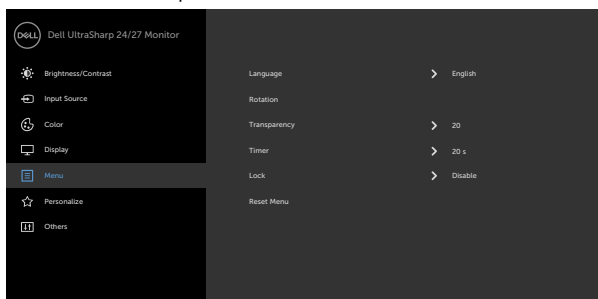 DELL Dell UltraSharp 24/27 Monitor
Brightness/Contrast
Language English
Input Source
Rotation
Color
Transparency 20
Display
Timer 20 s
Menu
Lock Disable
Personalize
Reset Menu
Others